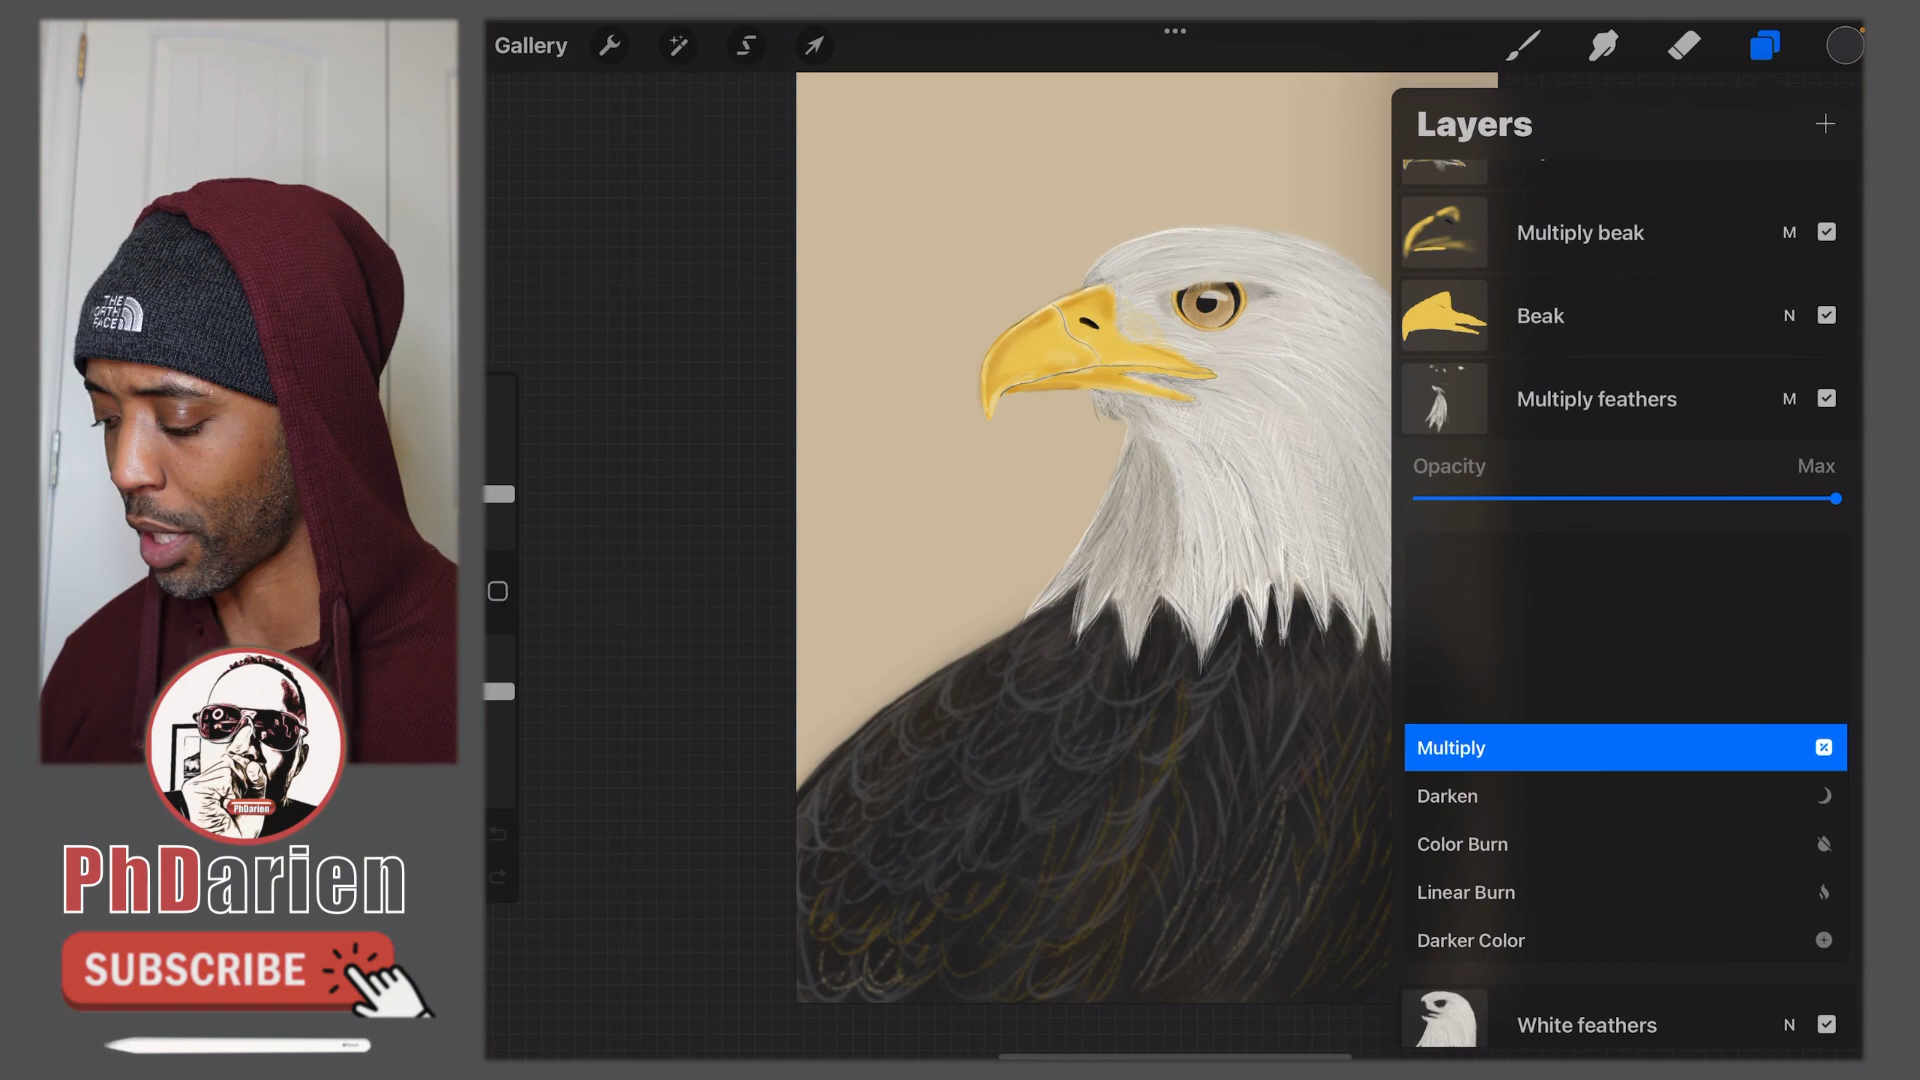 Gallery
Layers
Multiply beak M
Beak N
Multiply feathers M
Opacity Max
Multiply
Darken
Color Burn
Linear Burn
Darker Color
White feathers N
THE
NORTH
FACE
PhDarien
PhDarien
SUBSCRIBE